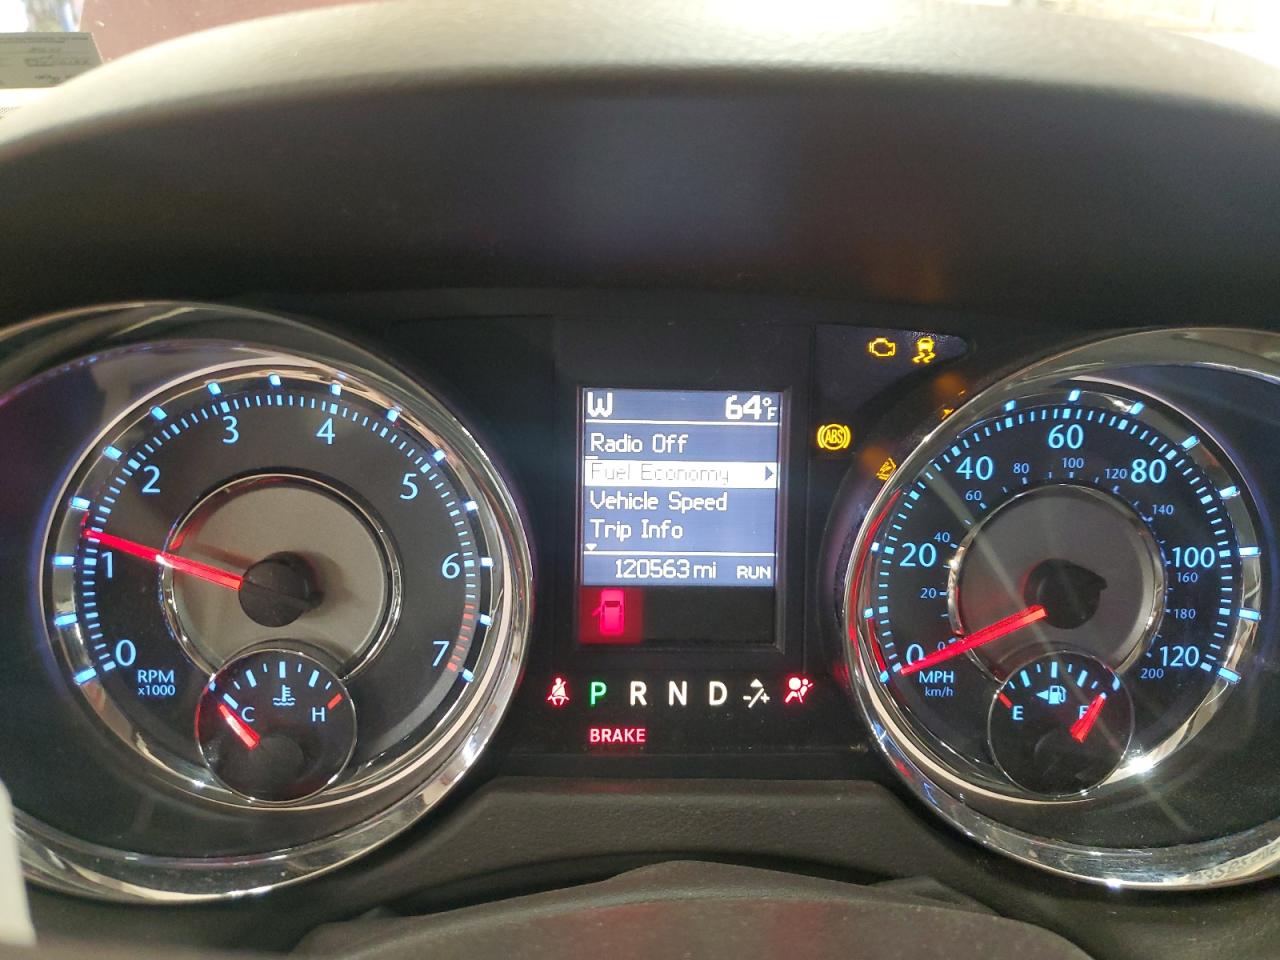 W 64°F
Radio Off
Fuel Economy
Vehicle Speed
Trip Info
120563 mi RUN
0 1 2 3 4 5 6 7
RPM
x1000
C H
P R N D
BRAKE
ABS
0 20 40 60 80 100 120
0 20 40 60 80 100 120 140 160 180 200
MPH
km/h
E F